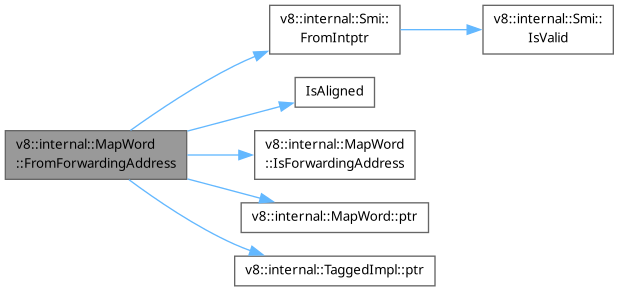 v8::internal::MapWord
::FromForwardingAddress
v8::internal::Smi::
FromIntptr
v8::internal::Smi::
IsValid
IsAligned
v8::internal::MapWord
::IsForwardingAddress
v8::internal::MapWord::ptr
v8::internal::TaggedImpl::ptr